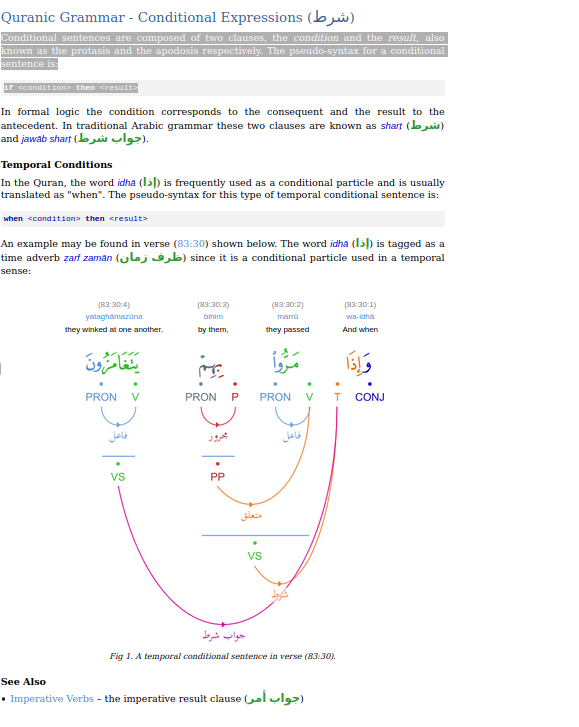 Quranic Grammar - Conditional Expressions (شرط)
Conditional sentences are composed of two clauses, the condition and the result, also
known as the protasis and the apodosis respectively. The pseudo-syntax for a conditional
sentence is:
if <condition> then <result>
In formal logic the condition corresponds to the consequent and the result to the
antecedent. In traditional Arabic grammar these two clauses are known as sharṭ (شرط)
and jawāb sharṭ (جواب شرط).
Temporal Conditions
In the Quran, the word idhā (إذا) is frequently used as a conditional particle and is usually
translated as "when". The pseudo-syntax for this type of temporal conditional sentence is:
when <condition> then <result>
An example may be found in verse (83:30) shown below. The word idhā (إذا) is tagged as a
time adverb ẓarf zamān (ظرف زمان) since it is a conditional particle used in a temporal
sense:
(83:30:4) (83:30:3) (83:30:2) (83:30:1)
yataghāmazūna bihim marrū wa-idhā
they winked at one another. by them, they passed And when
وَإِذَا مَرُّوا۟ بِهِمْ يَتَغَامَزُونَ
PRON V PRON P PRON V T CONJ
فاعل مجرور فاعل
VS PP
متعلق
VS
شرط
جواب شرط
Fig 1. A temporal conditional sentence in verse (83:30).
See Also
• Imperative Verbs – the imperative result clause (جواب أمر)